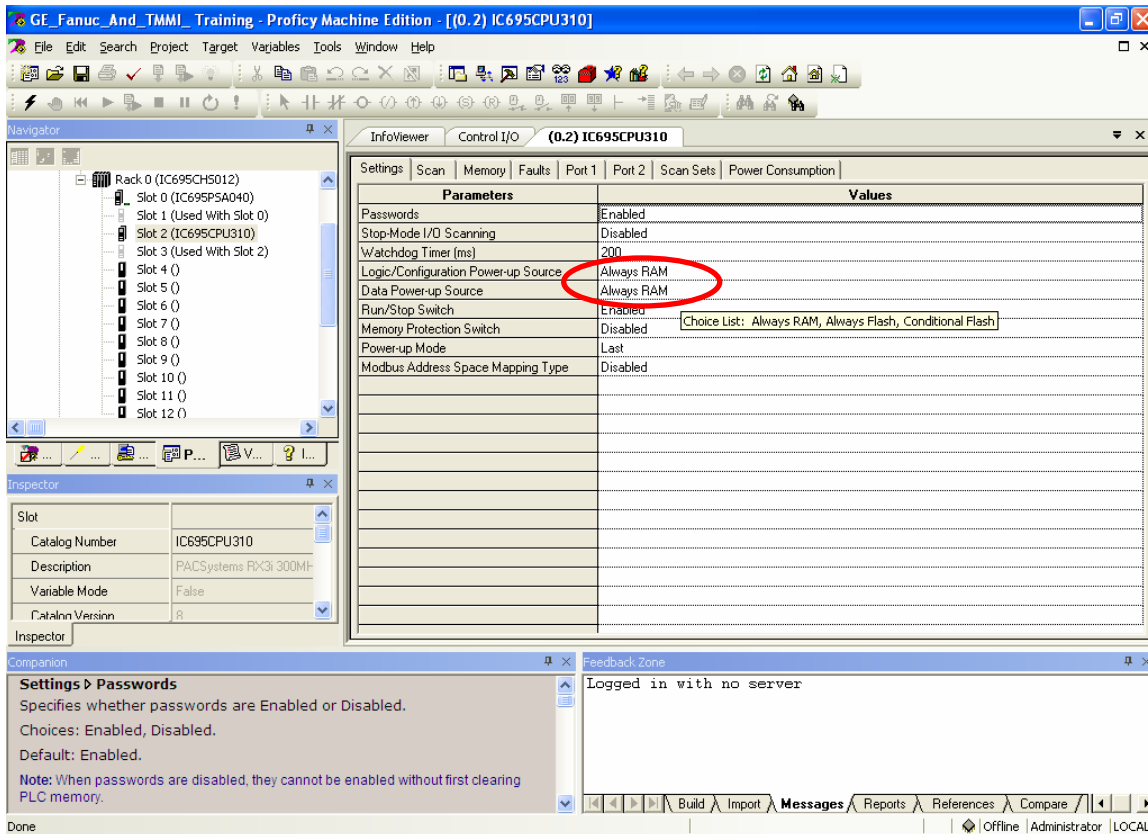 GE_Fanuc_And_TMMI_ Training - Proficy Machine Edition - [(0.2) IC695CPU310]
File Edit Search Project Target Variables Tools Window Help
Navigator
InfoViewer Control I/O (0.2) IC695CPU310
Rack 0 (IC695CHS012)
Slot 0 (IC695PSA040)
Slot 1 (Used With Slot 0)
Slot 2 (IC695CPU310)
Slot 3 (Used With Slot 2)
Slot 4 ()
Slot 5 ()
Slot 6 ()
Slot 7 ()
Slot 8 ()
Slot 9 ()
Slot 10 ()
Slot 11 ()
Slot 12 ()
P... V... I...
Settings Scan Memory Faults Port 1 Port 2 Scan Sets Power Consumption
Parameters Values
Passwords Enabled
Stop-Mode I/O Scanning Disabled
Watchdog Timer (ms) 200
Logic/Configuration Power-up Source Always RAM
Data Power-up Source Always RAM
Run/Stop Switch Enabled
Choice List: Always RAM, Always Flash, Conditional Flash
Memory Protection Switch Disabled
Power-up Mode Last
Modbus Address Space Mapping Type Disabled
Inspector
Slot
Catalog Number IC695CPU310
Description PACSystems RX3i 300MH
Variable Mode False
Catalog Version 8
Inspector
Companion
Settings Passwords
Specifies whether passwords are Enabled or Disabled.
Choices: Enabled, Disabled.
Default: Enabled.
Note: When passwords are disabled, they cannot be enabled without first clearing
PLC memory.
Feedback Zone
Logged in with no server
Build Import Messages Reports References Compare
Done
Offline Administrator LOCAL